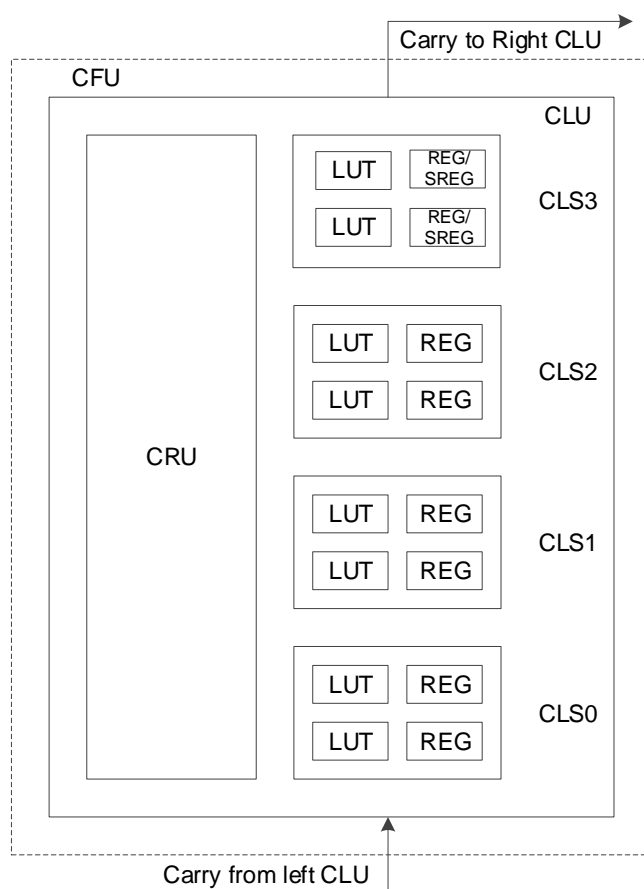 Carry to Right CLU
CFU
CLU
LUT
REG/
SREG
LUT
REG/
SREG
CLS3
LUT
REG
LUT
REG
CLS2
CRU
LUT
REG
LUT
REG
CLS1
LUT
REG
LUT
REG
CLS0
Carry from left CLU